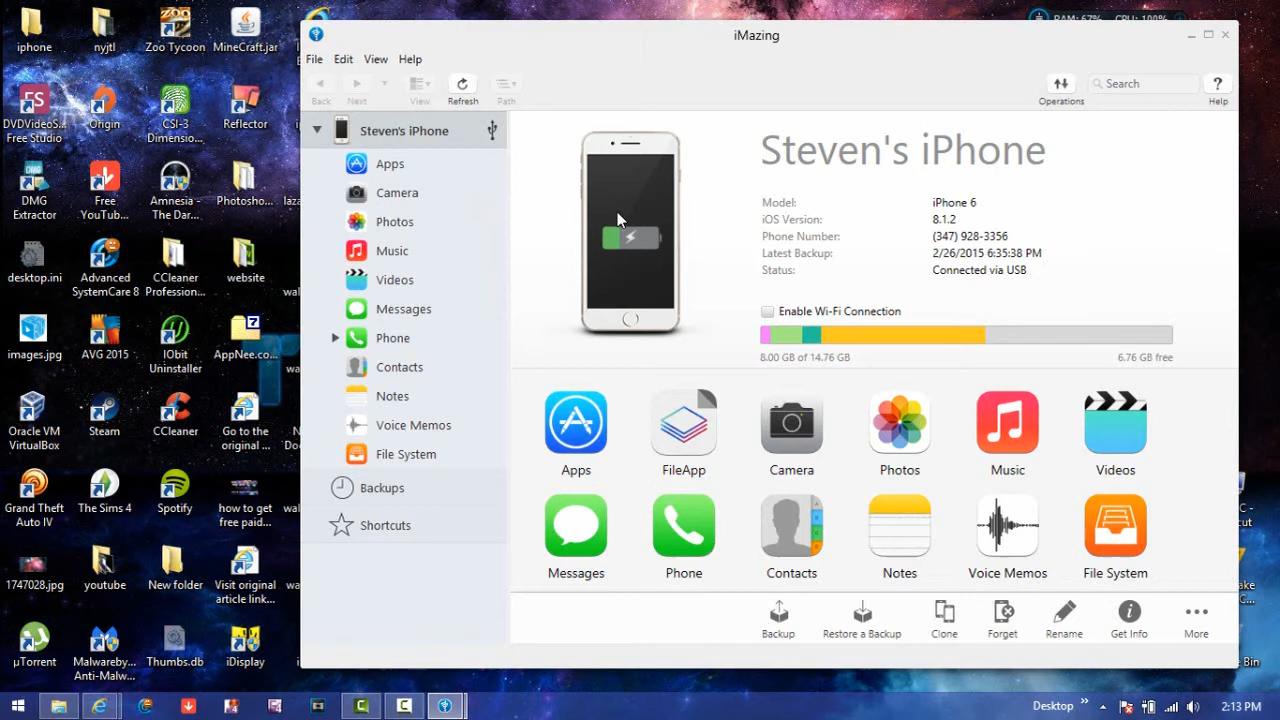 iphone
nyjtl
Zoo Tycoon
MineCraft.jar
RAM: 67% CPU: 100%
DVDVideoS...
Free Studio
Origin
CSI-3
Dimensio...
Reflector
DMG
Extractor
Free
YouTub...
Amnesia -
The Dar...
Photosho...
desktop.ini
Advanced
SystemCare 8
CCleaner
Profession...
website
images.jpg
AVG 2015
IObit
Uninstaller
AppNee.co...
Oracle VM
VirtualBox
Steam
CCleaner
Go to the
original ...
Grand Theft
Auto IV
The Sims 4
Spotify
how to get
free paid...
1747028.jpg
youtube
New folder
Visit original
article link...
µTorrent
Malwareby...
Anti-Malw...
Thumbs.db
iDisplay
iMazing
File Edit View Help
Back Next View Refresh Path
Operations
Search
Help
Steven's iPhone
Apps
Camera
Photos
Music
Videos
Messages
Phone
Contacts
Notes
Voice Memos
File System
Backups
Shortcuts
Steven's iPhone
Model: iPhone 6
iOS Version: 8.1.2
Phone Number: (347) 928-3356
Latest Backup: 2/26/2015 6:35:38 PM
Status: Connected via USB
Enable Wi-Fi Connection
8.00 GB of 14.76 GB 6.76 GB free
Apps FileApp Camera Photos Music Videos
Messages Phone Contacts Notes Voice Memos File System
Backup Restore a Backup Clone Forget Rename Get Info More
Desktop
2:13 PM